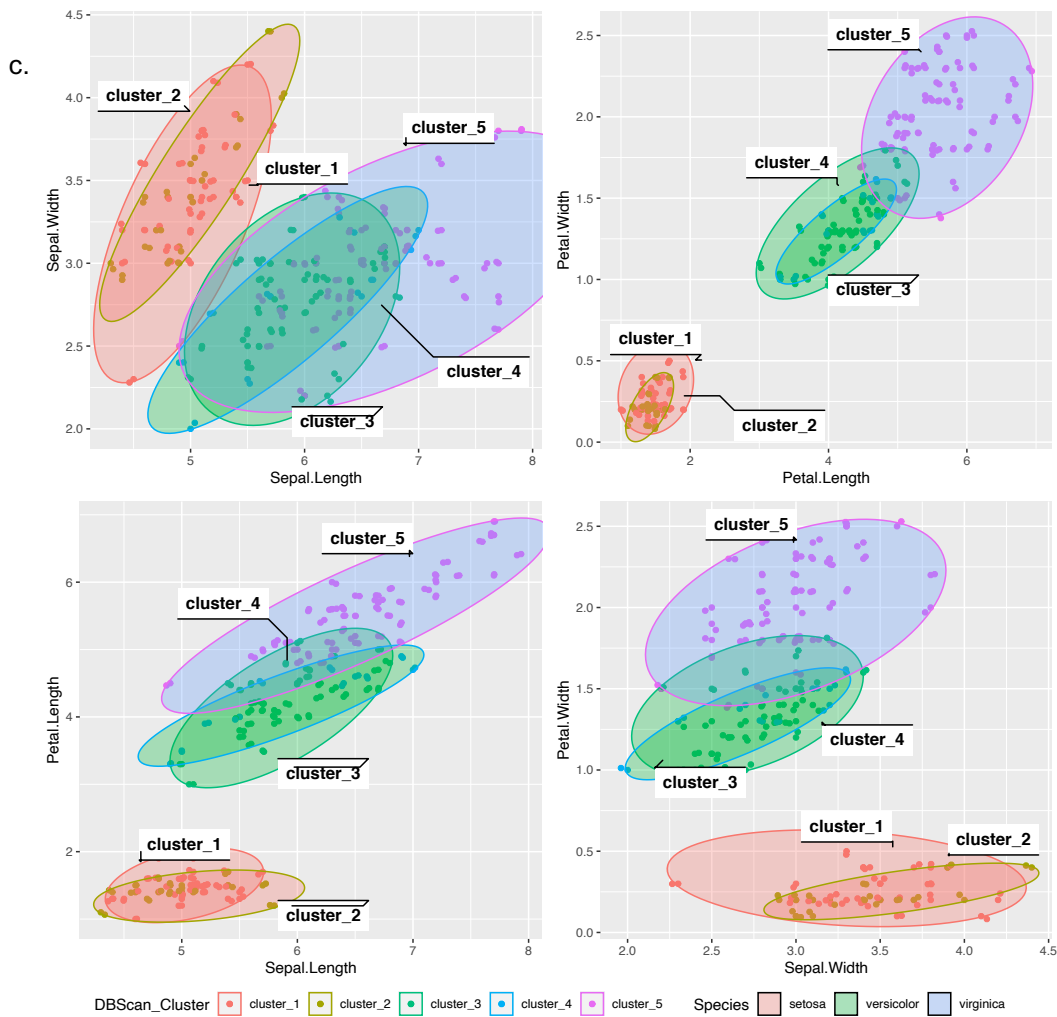 C.
4.5
4.0
3.5
3.0
2.5
2.0
Sepal.Width
cluster_2
cluster_1
cluster_5
cluster_4
cluster_3
5
6
7
8
Sepal.Length
2.5
2.0
1.5
1.0
0.5
0.0
Petal.Width
cluster_5
cluster_4
cluster_3
cluster_1
cluster_2
2
4
6
Petal.Length
6
4
2
Petal.Length
cluster_5
cluster_4
cluster_3
cluster_1
cluster_2
5
6
7
8
Sepal.Length
2.5
2.0
1.5
1.0
0.5
0.0
Petal.Width
cluster_5
cluster_4
cluster_3
cluster_1
cluster_2
2.0
2.5
3.0
3.5
4.0
4.5
Sepal.Width
DBScan_Cluster cluster_1 cluster_2 cluster_3 cluster_4 cluster_5 Species setosa versicolor virginica